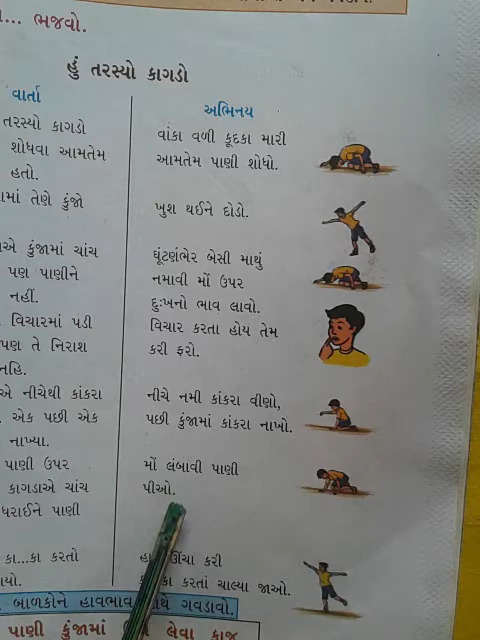 ભજવો.
હું તરસ્યો કાગડો
વાર્તા
તરસ્યો કાગડો
શોધવા આમતેમ
હતો.
તેણે કુંજો
કુંજામાં ચાંચ
પણ પાણીને
નહીં.
વિચારમાં પડી
પણ તે નિરાશ
નહિ.
નીચેથી કાંકરા
એક પછી એક
નાખ્યા.
પાણી ઉપર
કાગડાએ ચાંચ
ધરાઈને પાણી
કા...કા કરતો
અભિનય
વાંકા વળી કૂદકા મારી
આમતેમ પાણી શોધો.
ખુશ થઈને દોડો.
ઘૂંટણંભેર બેસી માથું
નમાવી મોં ઉપર
દુઃખનો ભાવ લાવો.
વિચાર કરતા હોય તેમ
કરી ફરો.
નીચે નમી કાંકરા વીણો,
પછી કુંજામાં કાંકરા નાખો.
મોં લંબાવી પાણી
પીઓ.
ઊંચા કરી
કા કરતાં ચાલ્યા જાઓ.
બાળકોને હાવભાવ સાથે ગવડાવો.
પાણી કુંજામાં લેવા કાજ